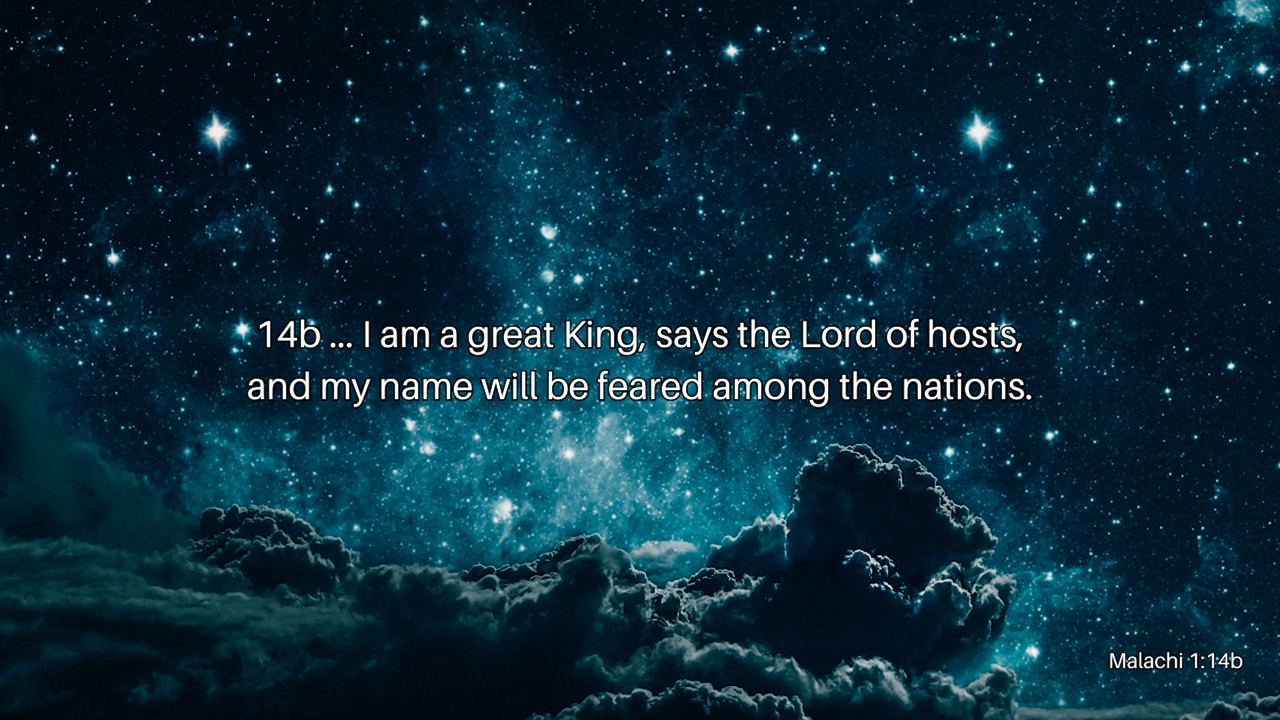 14b ... I am a great King, says the Lord of hosts,
and my name will be feared among the nations.
Malachi 1:14b